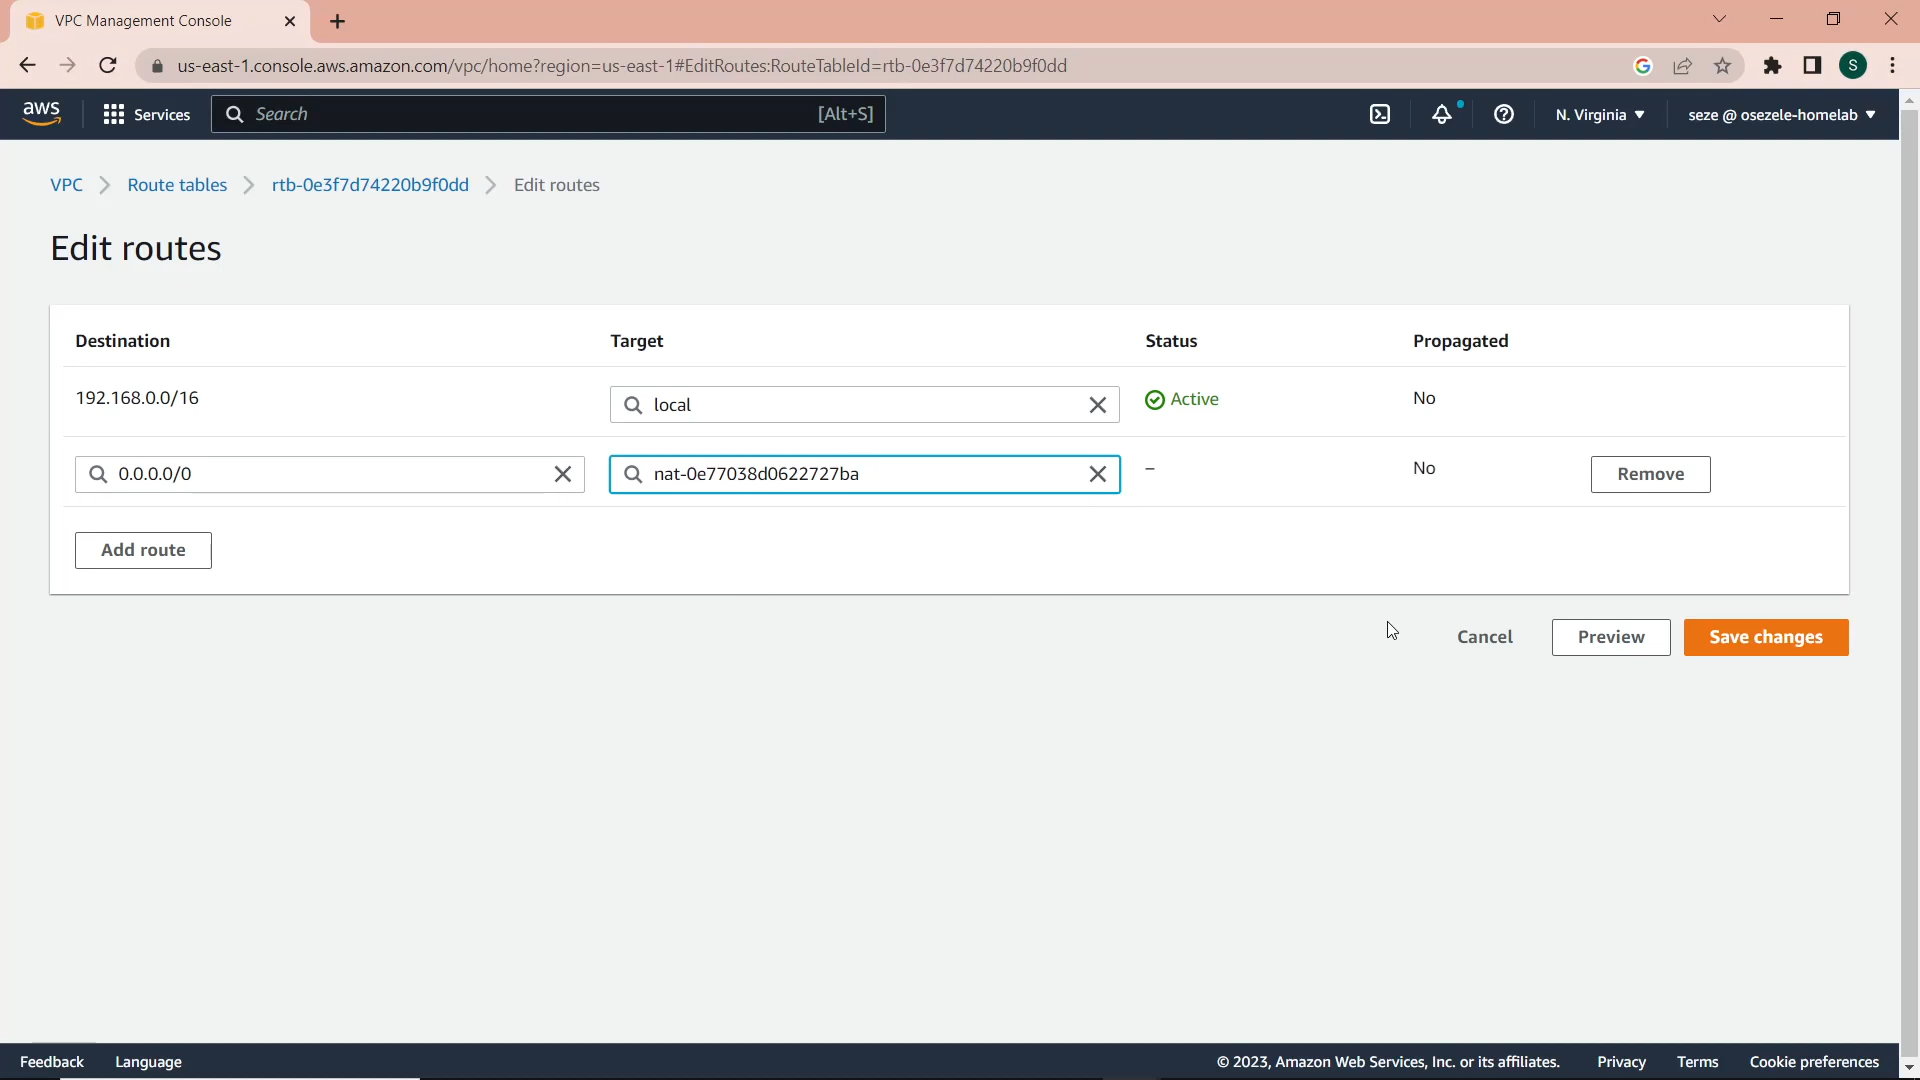 VPC Management Console
us-east-1.console.aws.amazon.com/vpc/home?region=us-east-1#EditRoutes:RouteTableId=rtb-0e3f7d74220b9f0dd
S
aws Services Search [Alt+S] N. Virginia seze @ osezele-homelab
VPC Route tables rtb-0e3f7d74220b9f0dd Edit routes
Edit routes
Destination Target Status Propagated
192.168.0.0/16 local Active No
0.0.0.0/0 nat-0e77038d0622727ba – No Remove
Add route
Cancel Preview Save changes
Feedback Language © 2023, Amazon Web Services, Inc. or its affiliates. Privacy Terms Cookie preferences